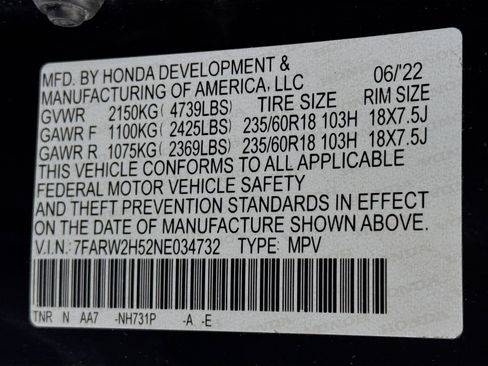 MFD. BY HONDA DEVELOPMENT &
MANUFACTURING OF AMERICA, LLC 06/'22
GVWR 2150KG( 4739LBS) TIRE SIZE RIM SIZE
GAWR F 1100KG( 2425LBS) 235/60R18 103H 18X7.5J
GAWR R 1075KG( 2369LBS) 235/60R18 103H 18X7.5J
THIS VEHICLE CONFORMS TO ALL APPLICABLE
FEDERAL MOTOR VEHICLE SAFETY
AND THEFT PREVENTION STANDARDS IN EFFECT
ON THE DATE OF MANUFACTURE SHOWN ABOVE.
V.I.N: 7FARW2H52NE034732 TYPE: MPV
TNR N AA7 -NH731P -A -E